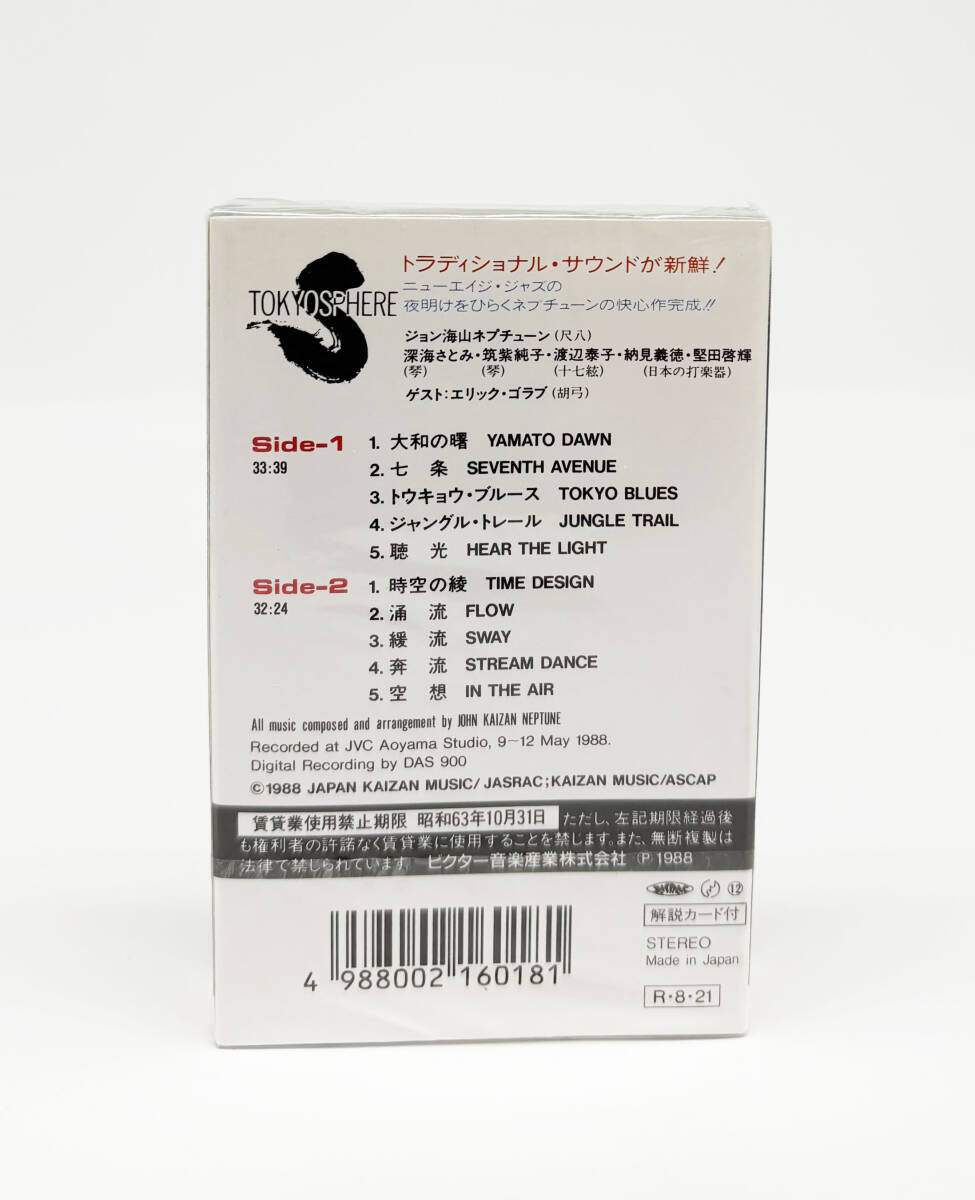 TOKYOSPHERE
トラディショナル・サウンドが新鮮!
ニューエイジ・ジャズの
夜明けをひらくネプチューンの快心作完成!!
ジョン海山ネプチューン(尺八)
深海さとみ・筑紫純子・渡辺泰子・納見義徳・堅田啓輝
(琴) (琴) (十七絃) (日本の打楽器)
ゲスト:エリック・ゴラブ(胡弓)
Side-1
33:39
1. 大和の曙 YAMATO DAWN
2. 七条 SEVENTH AVENUE
3. トウキョウ・ブルース TOKYO BLUES
4. ジャングル・トレール JUNGLE TRAIL
5. 聴光 HEAR THE LIGHT
Side-2
32:24
1. 時空の綾 TIME DESIGN
2. 涌流 FLOW
3. 緩流 SWAY
4. 奔流 STREAM DANCE
5. 空想 IN THE AIR
All music composed and arrangement by JOHN KAIZAN NEPTUNE
Recorded at JVC Aoyama Studio, 9–12 May 1988.
Digital Recording by DAS 900
©1988 JAPAN KAIZAN MUSIC/ JASRAC;KAIZAN MUSIC/ASCAP
賃貸業使用禁止期限 昭和63年10月31日 ただし、左記期限経過後
も権利者の許諾なく賃貸業に使用することを禁じます。また、無断複製は
法律で禁じられています。 ビクター音楽産業株式会社 Ⓟ1988
⑫
解説カード付
STEREO
Made in Japan
R・8・21
4 988002 160181